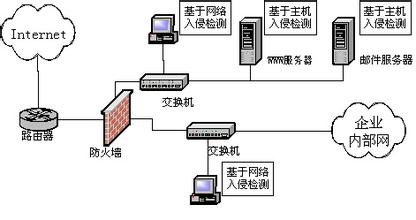 Internet
基于网络
入侵检测
基于主机
入侵检测
基于主机
入侵检测
交换机
WWW服务器
邮件服务器
路由器
防火墙
交换机
企业
内部网
基于网络
入侵检测